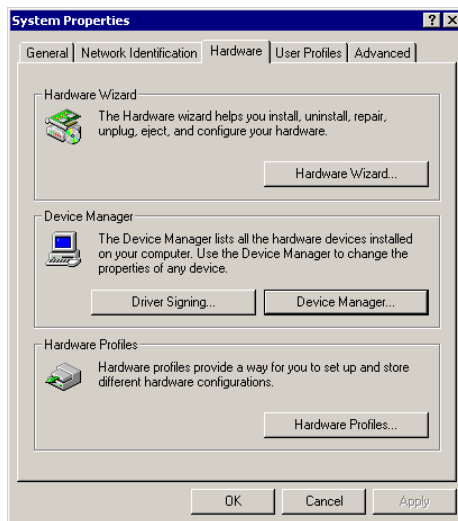 System Properties
General
Network Identification
Hardware
User Profiles
Advanced
Hardware Wizard
The Hardware wizard helps you install, uninstall, repair,
unplug, eject, and configure your hardware.
Hardware Wizard...
Device Manager
The Device Manager lists all the hardware devices installed
on your computer. Use the Device Manager to change the
properties of any device.
Driver Signing...
Device Manager...
Hardware Profiles
Hardware profiles provide a way for you to set up and store
different hardware configurations.
Hardware Profiles...
OK
Cancel
Apply